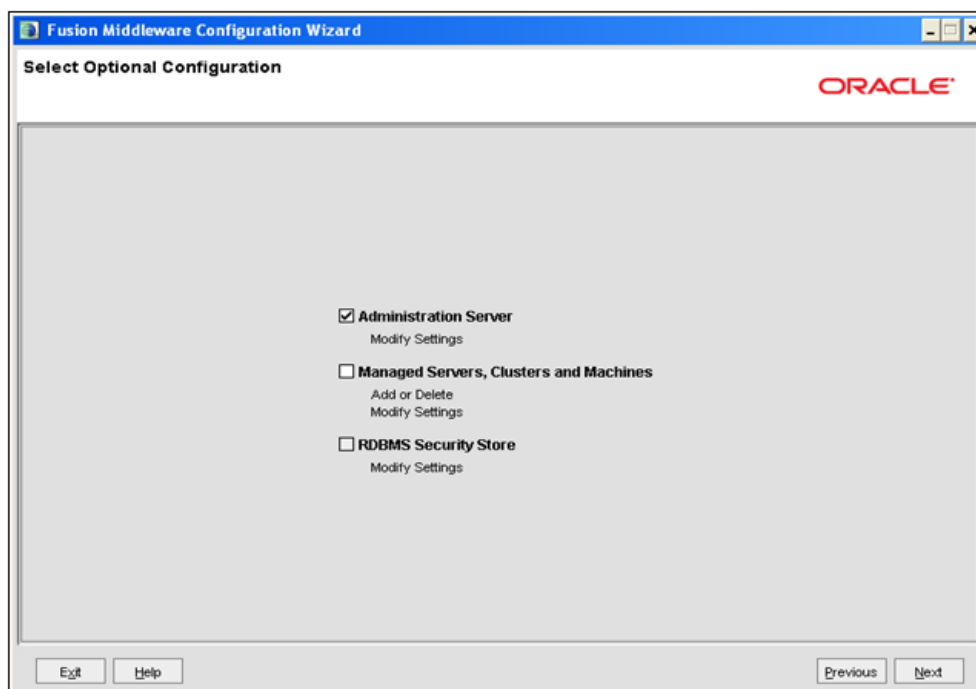 Fusion Middleware Configuration Wizard
Select Optional Configuration
ORACLE
Administration Server
Modify Settings
Managed Servers, Clusters and Machines
Add or Delete
Modify Settings
RDBMS Security Store
Modify Settings
Exit Help Previous Next